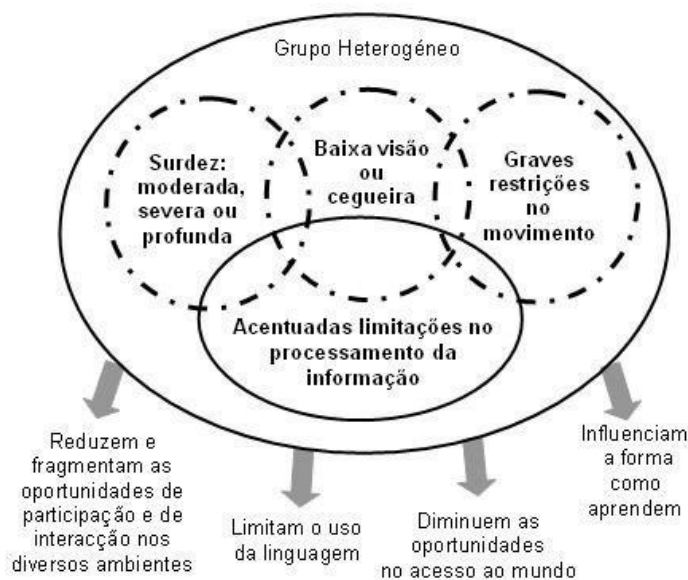 Grupo Heterogéneo
Surdez:
moderada,
severa ou
profunda
Baixa visão
ou
cegueira
Graves
restrições
no
movimento
Acentuadas limitações no
processamento da
informação
Reduzem e
fragmentam as
oportunidades de
participação e de
interacção nos
diversos ambientes
Limitam o uso
da linguagem
Diminuem as
oportunidades
no acesso ao mundo
Influenciam
a forma
como
aprendem